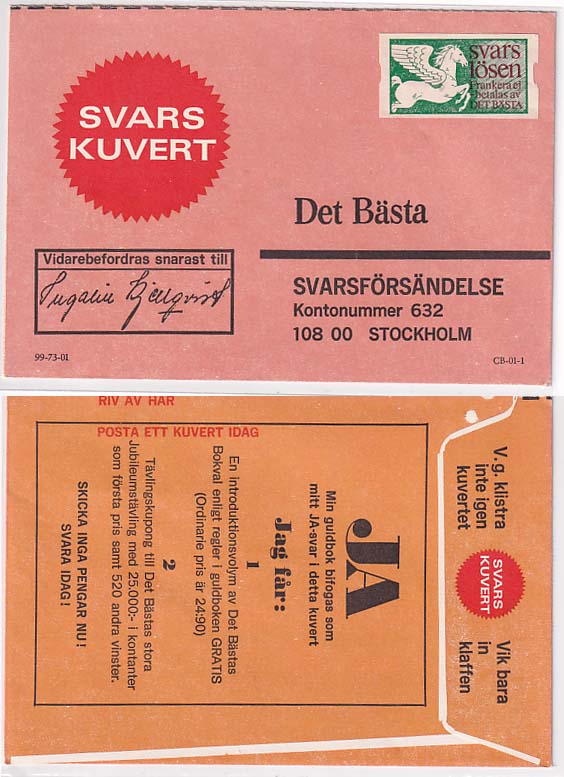 SVARS
KUVERT
svars
lösen
Frankera ej
betalas av
DET BÄSTA
Det Bästa
Vidarebefordras snarast till
SVARSFÖRSÄNDELSE
Kontonummer 632
108 00 STOCKHOLM
99-73-01
CB-01-1
RIV AV HÄR
POSTA ETT KUVERT IDAG
V.g. klistra
inte igen
kuvertet
SVARS
KUVERT
Vik bara
in
klaffen
JA
Min guldbok bifogas som
mitt JA-svar i detta kuvert
Jag får:
1
En introduktionsvolym av Det Bästas
Bokval enligt regler i guldboken GRATIS
(Ordinarie pris är 24:90)
2
Tävlingskupong till Det Bästas stora
Jubileumstävling med 25.000:- i kontanter
som första pris samt 520 andra vinster.
SKICKA INGA PENGAR NU!
SVARA IDAG!